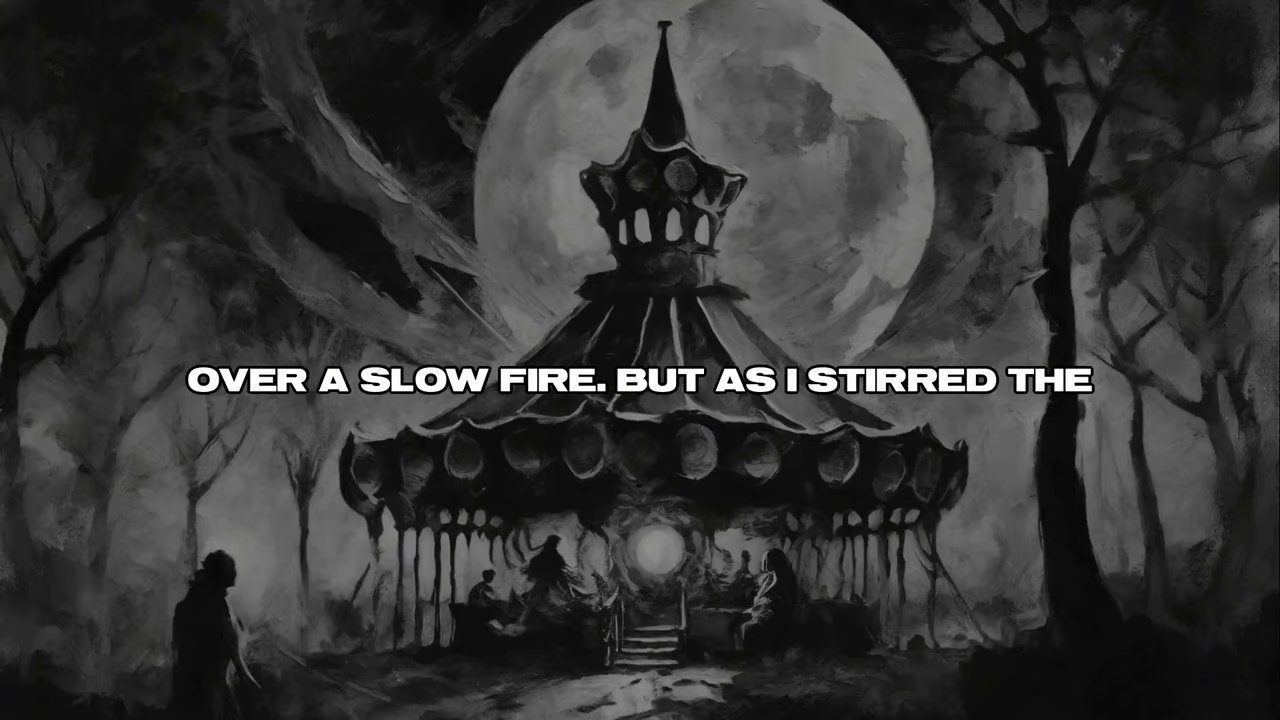 OVER A SLOW FIRE. BUT AS I STIRRED THE